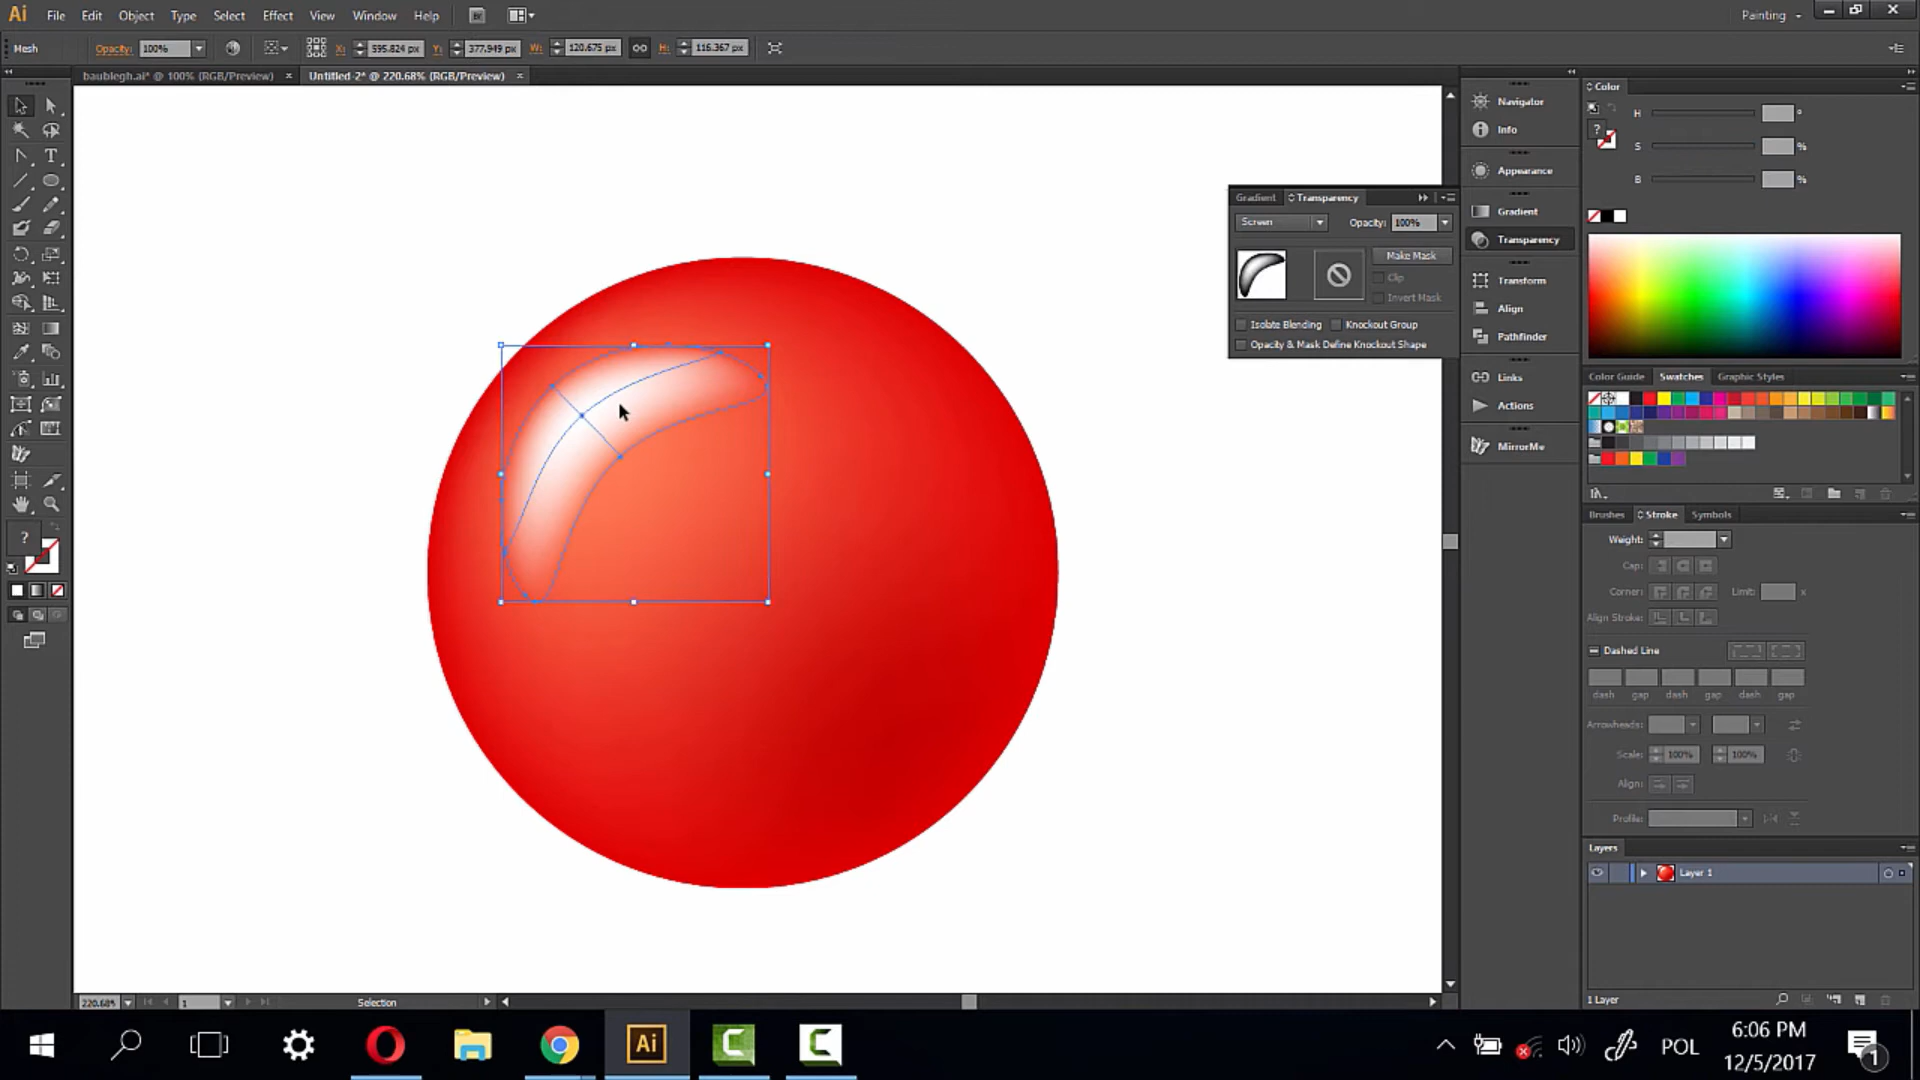 Ai File Edit Object Type Select Effect View Window Help Br Painting
Mesh Opacity: 100% X: 595.824 px Y: 377.949 px W: 120.675 px H: 116.367 px
baublegh.ai* @ 100% (RGB/Preview) × Untitled-2* @ 220.68% (RGB/Preview) ×
Color
Navigator
H °
Info
S %
Appearance
B %
Gradient Transparency
Gradient
Screen Opacity: 100%
Transparency
Make Mask
Clip
Transform
Invert Mask
Align
Isolate Blending Knockout Group
Pathfinder
Opacity & Mask Define Knockout Shape
Links
Color Guide Swatches Graphic Styles
Actions
MirrorMe
Brushes Stroke Symbols
?
Weight:
Cap:
Corner: Limit: x
Align Stroke:
Dashed Line
dash gap dash gap dash gap
Arrowheads:
Scale: 100% 100%
Align:
Profile:
Layers
Layer 1
220.68% 1 Selection
1 Layer
Ai
POL
6:06 PM
12/5/2017
1